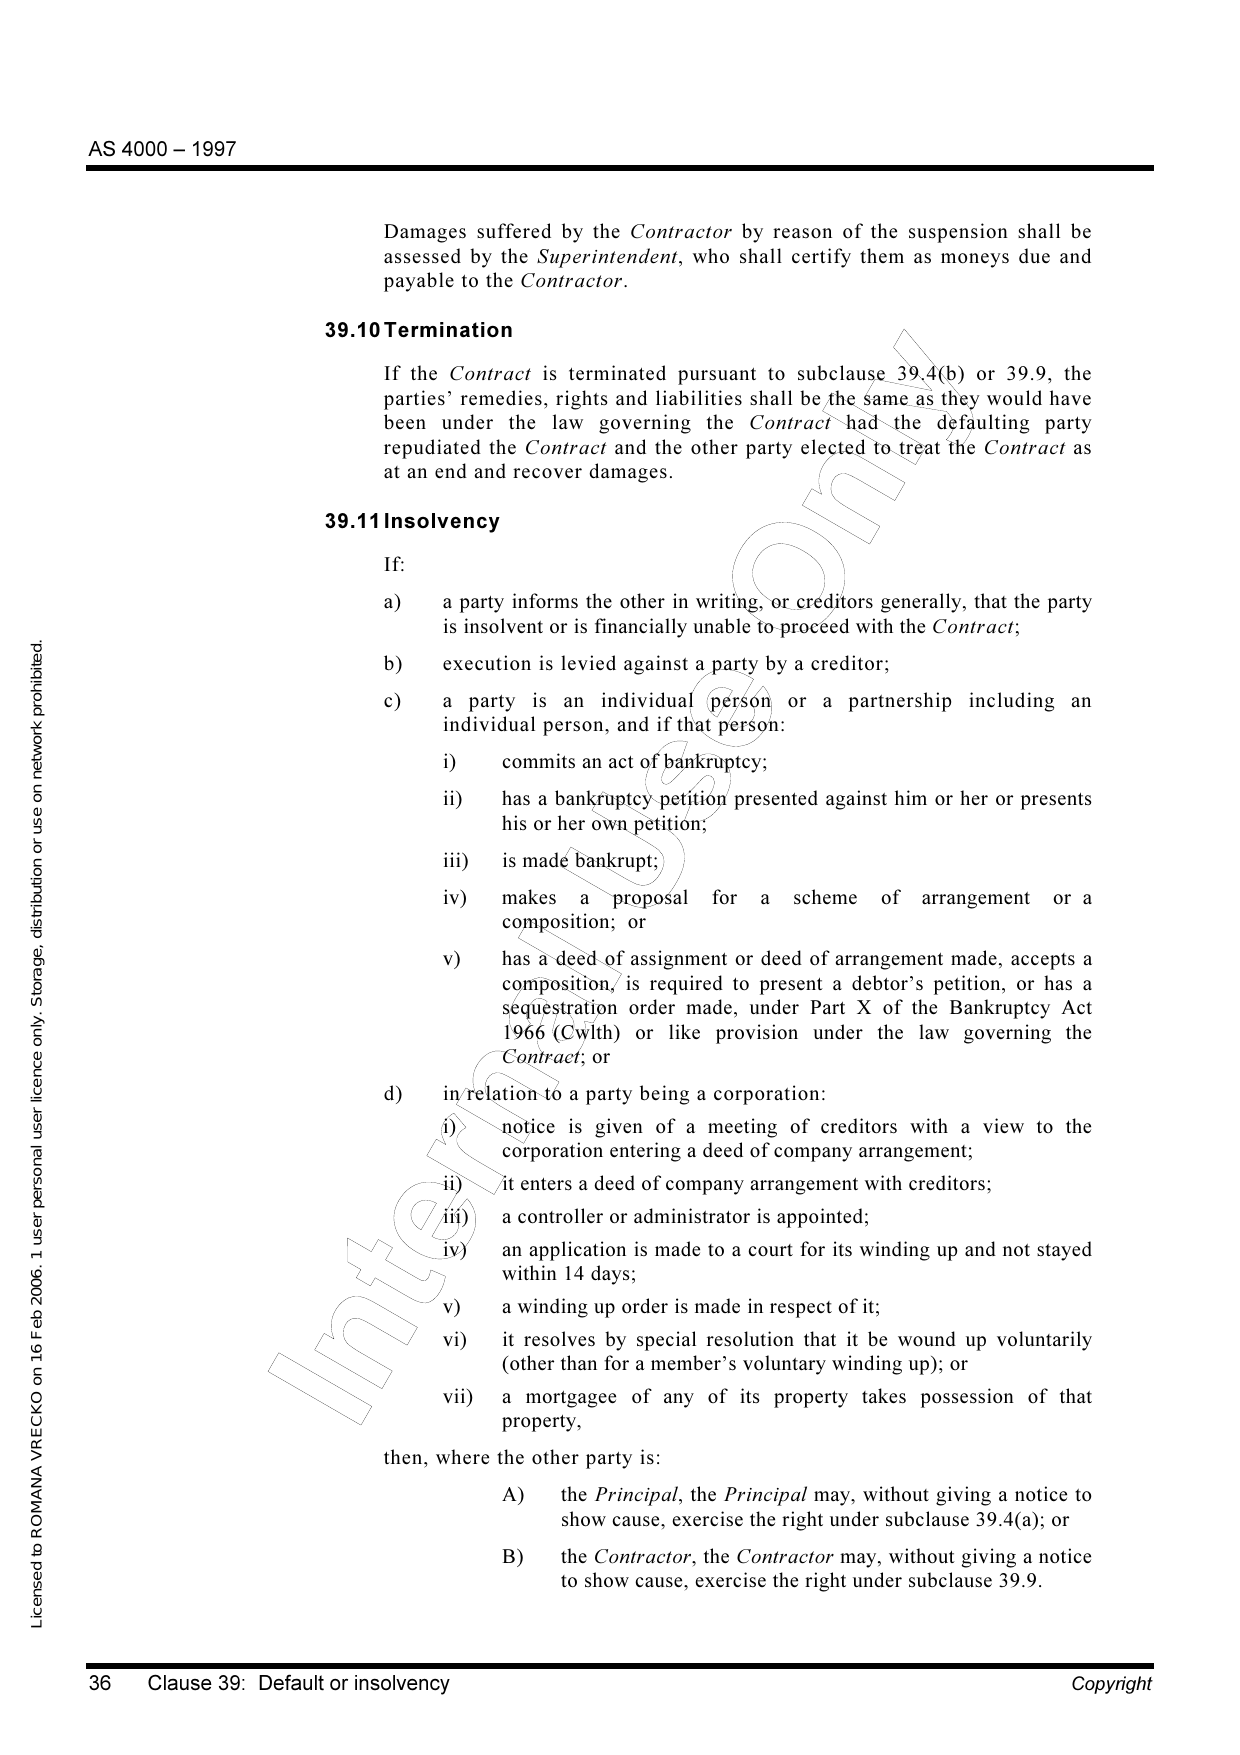 AS 4000 – 1997
Damages suffered by the Contractor by reason of the suspension shall be
assessed by the Superintendent, who shall certify them as moneys due and
payable to the Contractor.
39.10 Termination
If the Contract is terminated pursuant to subclause 39.4(b) or 39.9, the
parties’ remedies, rights and liabilities shall be the same as they would have
been under the law governing the Contract had the defaulting party
repudiated the Contract and the other party elected to treat the Contract as
at an end and recover damages.
39.11 Insolvency
If:
a) a party informs the other in writing, or creditors generally, that the party
is insolvent or is financially unable to proceed with the Contract;
b) execution is levied against a party by a creditor;
c) a party is an individual person or a partnership including an
individual person, and if that person:
i) commits an act of bankruptcy;
ii) has a bankruptcy petition presented against him or her or presents
his or her own petition;
iii) is made bankrupt;
iv) makes a proposal for a scheme of arrangement or a
composition; or
v) has a deed of assignment or deed of arrangement made, accepts a
composition, is required to present a debtor’s petition, or has a
sequestration order made, under Part X of the Bankruptcy Act
1966 (Cwlth) or like provision under the law governing the
Contract; or
d) in relation to a party being a corporation:
i) notice is given of a meeting of creditors with a view to the
corporation entering a deed of company arrangement;
ii) it enters a deed of company arrangement with creditors;
iii) a controller or administrator is appointed;
iv) an application is made to a court for its winding up and not stayed
within 14 days;
v) a winding up order is made in respect of it;
vi) it resolves by special resolution that it be wound up voluntarily
(other than for a member’s voluntary winding up); or
vii) a mortgagee of any of its property takes possession of that
property,
then, where the other party is:
A) the Principal, the Principal may, without giving a notice to
show cause, exercise the right under subclause 39.4(a); or
B) the Contractor, the Contractor may, without giving a notice
to show cause, exercise the right under subclause 39.9.
36 Clause 39: Default or insolvency Copyright
Licensed to ROMANA VRECKO on 16 Feb 2006. 1 user personal user licence only. Storage, distribution or use on network prohibited.
Internal use Only